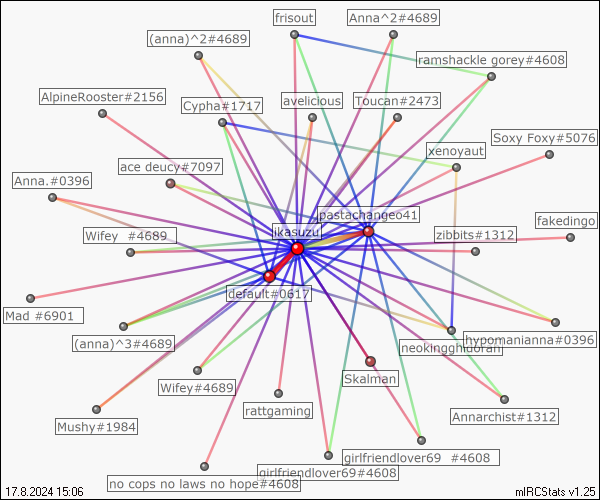 frisout
Anna^2#4689
(anna)^2#4689
ramshackle gorey#4608
AlpineRooster#2156
Cypha#1717
avelicious
Toucan#2473
Soxy Foxy#5076
xenoyaut
ace deucy#7097
Anna.#0396
pastachangeo41
fakedingo
ikasuzu
Wifey #4689
zibbits#1312
default#0617
Mad #6901
(anna)^3#4689
neokingghidorah
hypomanianna#0396
Skalman
Wifey#4689
rattgaming
Annarchist#1312
Mushy#1984
girlfriendlover69 #4608
girlfriendlover69#4608
no cops no laws no hope#4608
17.8.2024 15:06
mIRCStats v1.25